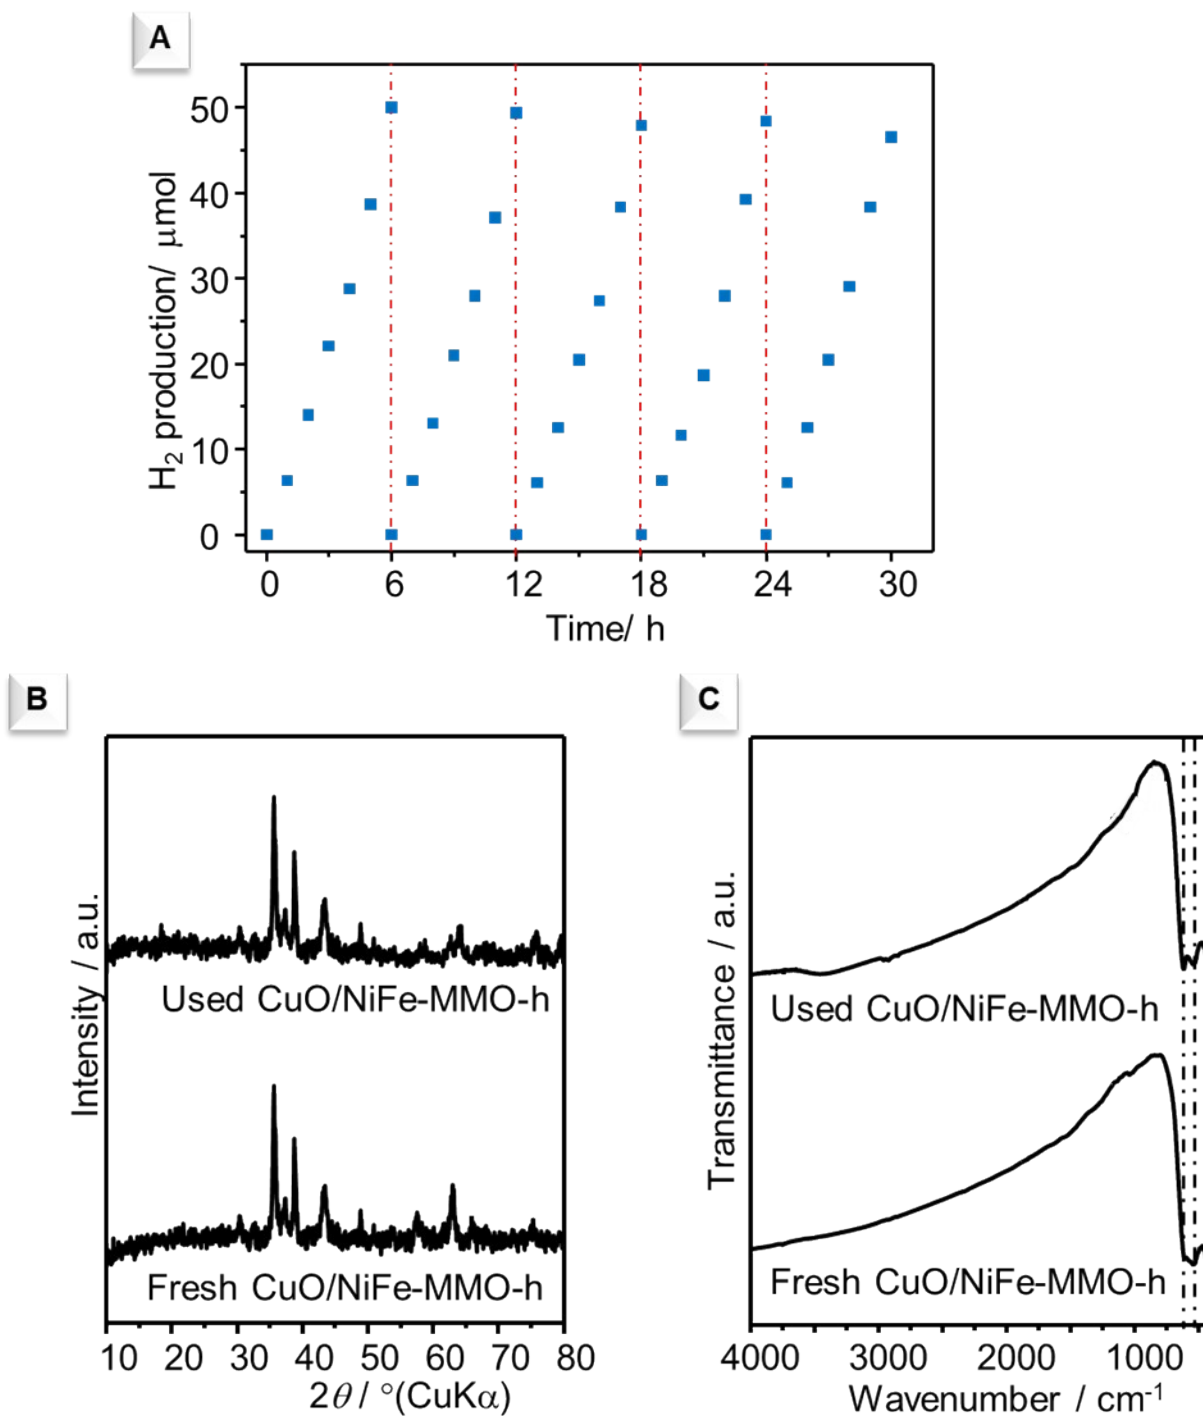 A
H₂ production/ μmol
50
40
30
20
10
0
0 6 12 18 24 30
Time/ h
B
Intensity / a.u.
Used CuO/NiFe-MMO-h
Fresh CuO/NiFe-MMO-h
10 20 30 40 50 60 70 80
2θ / °(CuKα)
C
Transmittance / a.u.
Used CuO/NiFe-MMO-h
Fresh CuO/NiFe-MMO-h
4000 3000 2000 1000
Wavenumber / cm⁻¹